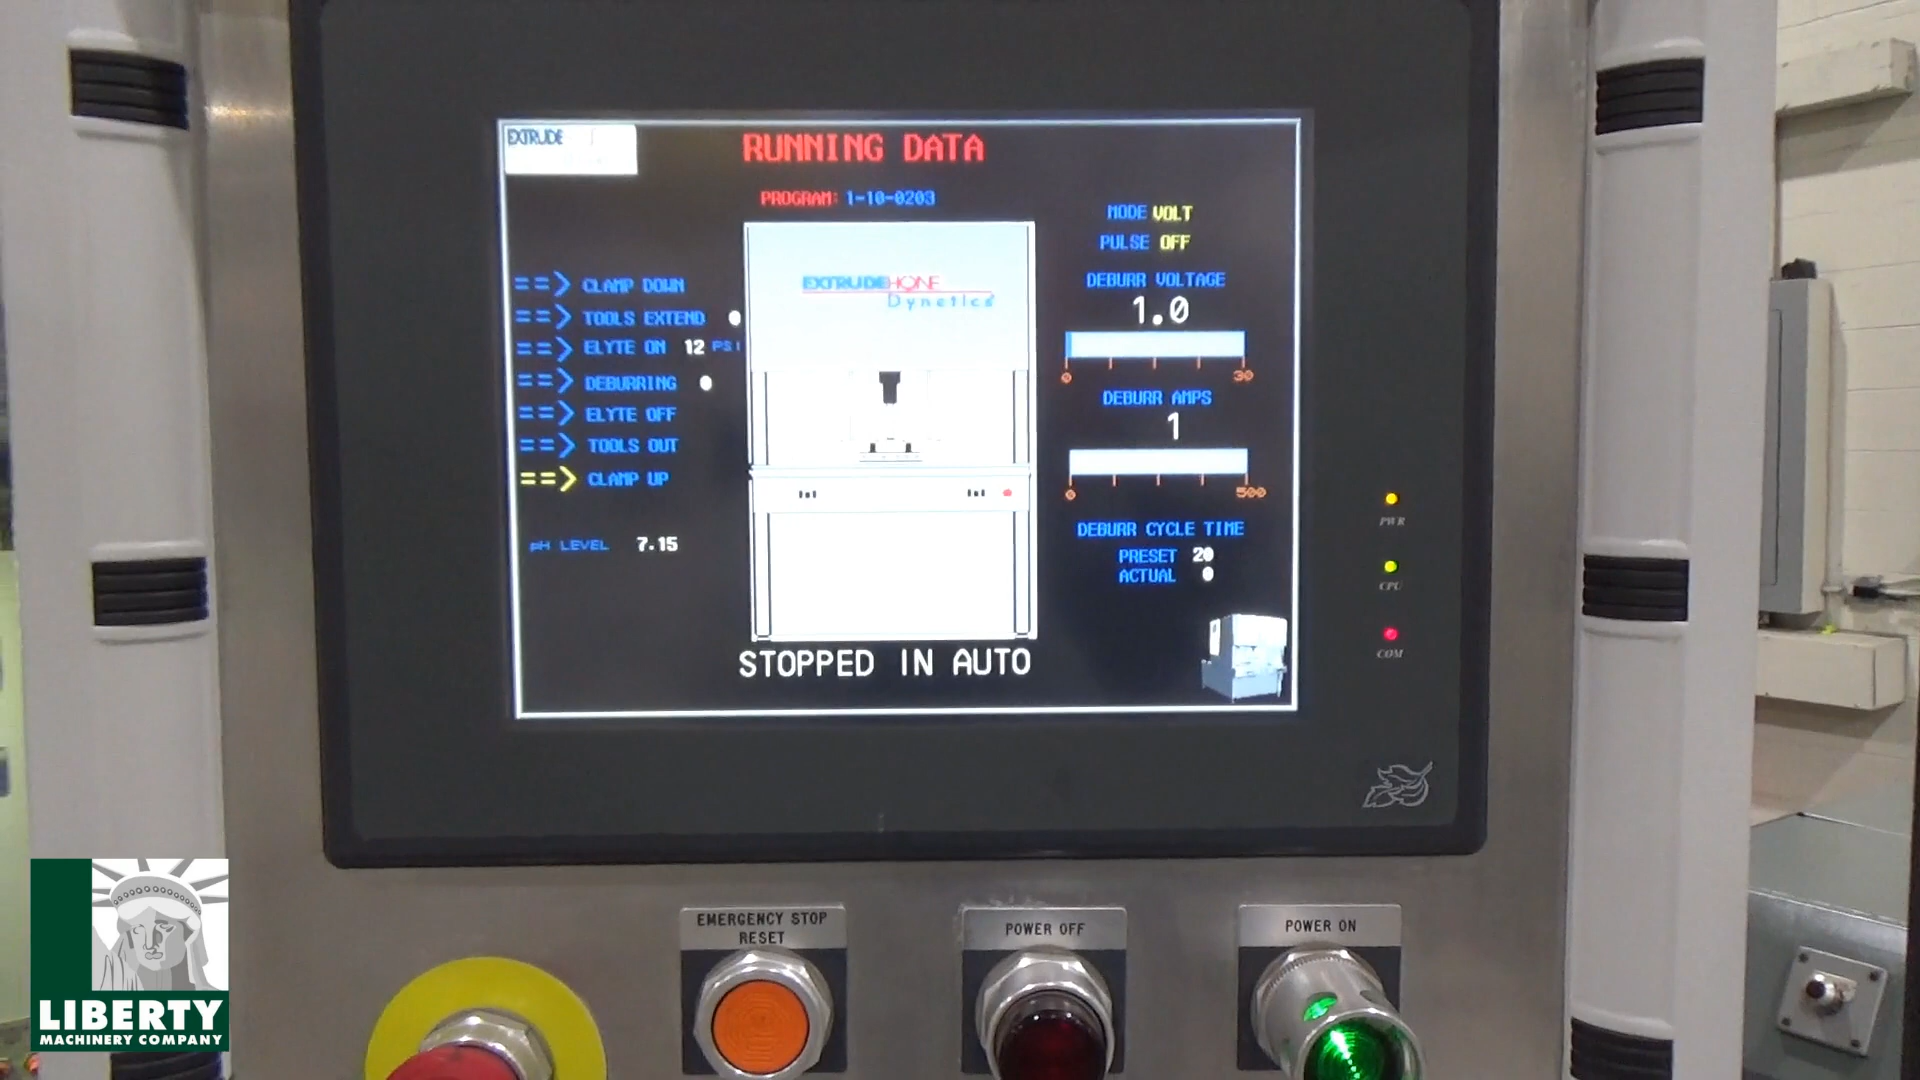 EXTRUDE
RUNNING DATA
PROGRAM: 1-10-0203
MODE VOLT
PULSE OFF
==> CLAMP DOWN
==> TOOLS EXTEND 0
==> ELYTE ON 12 PSI
==> DEBURRING 0
==> ELYTE OFF
==> TOOLS OUT
==> CLAMP UP
pH LEVEL 7.15
EXTRUDEHONE
Dynetics
DEBURR VOLTAGE
1.0
0 30
DEBURR AMPS
1
0 500
DEBURR CYCLE TIME
PRESET 20
ACTUAL 0
STOPPED IN AUTO
PWR
CPU
COM
EMERGENCY STOP
RESET
POWER OFF
POWER ON
LIBERTY
MACHINERY COMPANY